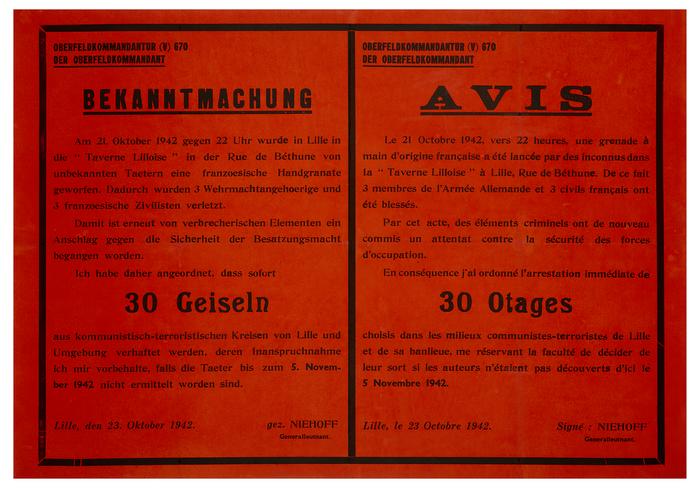 OBERFELDKOMMANDANTUR (V) 670
DER OBERFELDKOMMANDANT
BEKANNTMACHUNG
Am 21. Oktober 1942 gegen 22 Uhr wurde in Lille in
die " Taverne Lilloise " in der Rue de Béthune von
unbekannten Taetern eine franzoesische Handgranate
geworfen. Dadurch wurden 3 Wehrmachtangehoerige und
3 franzoesische Zivilisten verletzt.
Damit ist erneut von verbrecherischen Elementen ein
Anschlag gegen die Sicherheit der Besatzungsmacht
begangen worden.
Ich habe daher angeordnet, dass sofort
30 Geiseln
aus kommunistisch-terroristischen Kreisen von Lille und
Umgebung verhaftet werden, deren Inanspruchnahme
ich mir vorbehalte, falls die Taeter bis zum 5. Novem-
ber 1942 nicht ermittelt worden sind.
Lille, den 23. Oktober 1942.
gez. NIEHOFF
Generalleutnant.
OBERFELDKOMMANDANTUR (V) 670
DER OBERFELDKOMMANDANT
AVIS
Le 21 Octobre 1942, vers 22 heures, une grenade à
main d'origine française a été lancée par des inconnus dans
la " Taverne Lilloise " à Lille, Rue de Béthune. De ce fait
3 membres de l'Armée Allemande et 3 civils français ont
été blessés.
Par cet acte, des éléments criminels ont de nouveau
commis un attentat contre la sécurité des forces
d'occupation.
En conséquence j'ai ordonné l'arrestation immédiate de
30 Otages
choisis dans les milieux communistes-terroristes de Lille
et de sa banlieue, me réservant la faculté de décider de
leur sort si les auteurs n'étaient pas découverts d'ici le
5 Novembre 1942.
Lille, le 23 Octobre 1942.
Signé : NIEHOFF
Generalleutnant.